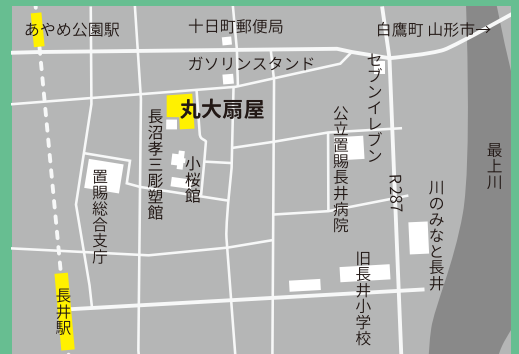 あやめ公園駅
十日町郵便局
白鷹町 山形市→
ガソリンスタンド
セブンイレブン
丸大扇屋
長沼孝三彫塑館
小桜館
公立置賜長井病院
最上川
置賜総合支庁
R287
川のみなと長井
旧長井小学校
長井駅